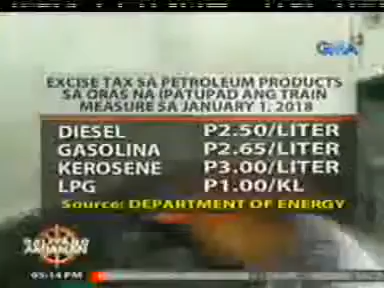 GMA
EXCISE TAX SA PETROLEUM PRODUCTS
SA ORAS NA IPATUPAD ANG TRAIN
MEASURE SA JANUARY 1, 2018
DIESEL P2.50/LITER
GASOLINA P2.65/LITER
KEROSENE P3.00/LITER
LPG P1.00/KL
Source: DEPARTMENT OF ENERGY
05:14 PM